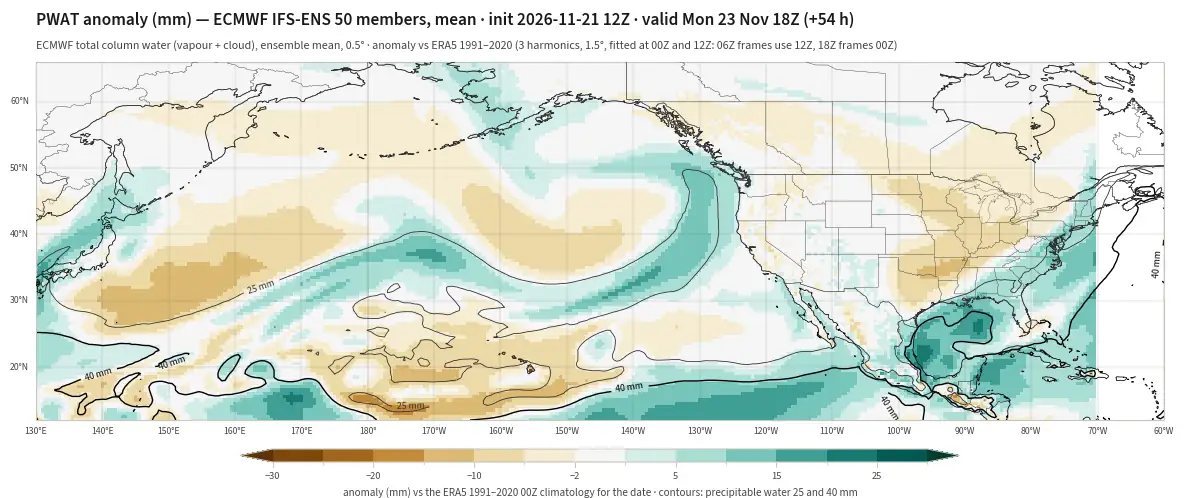 PWAT anomaly (mm) — ECMWF IFS-ENS 50 members, mean · init 2026-11-21 12Z · valid Mon 23 Nov 18Z (+54 h)
ECMWF total column water (vapour + cloud), ensemble mean, 0.5° · anomaly vs ERA5 1991–2020 (3 harmonics, 1.5°, fitted at 00Z and 12Z: 06Z frames use 12Z, 18Z frames 00Z)
60°N
50°N
40°N
40 mm
30°N
25 mm
20°N
40 mm
40 mm
40 mm
25 mm
40 mm
130°E 140°E 150°E 160°E 170°E 180° 170°W 160°W 150°W 140°W 130°W 120°W 110°W 100°W 90°W 80°W 70°W 60°W
−30 −20 −10 −2 5 15 25
anomaly (mm) vs the ERA5 1991–2020 00Z climatology for the date · contours: precipitable water 25 and 40 mm